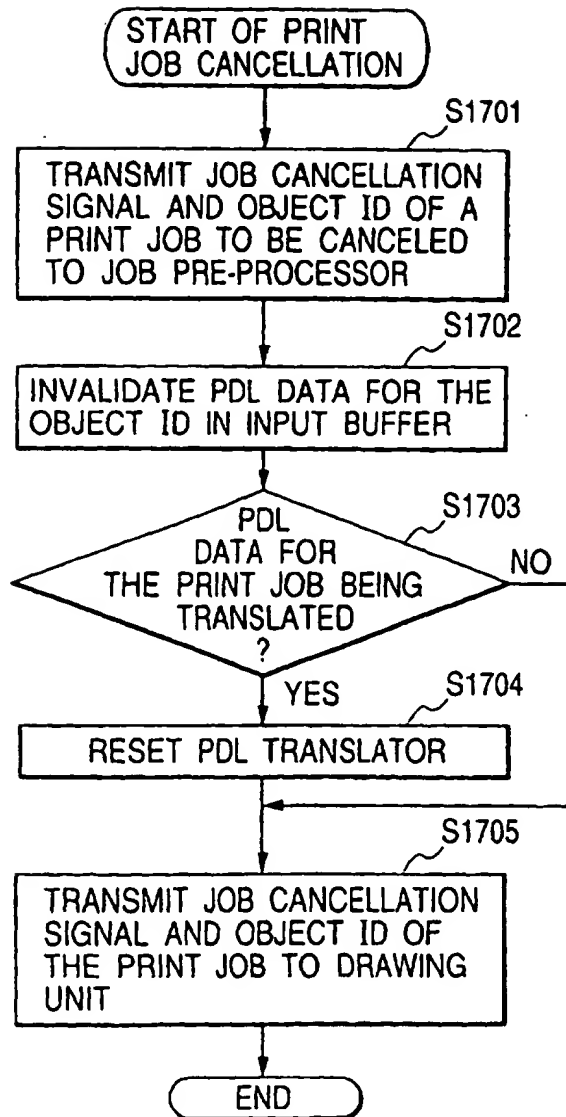 START OF PRINT
JOB CANCELLATION
S1701
TRANSMIT JOB CANCELLATION
SIGNAL AND OBJECT ID OF A
PRINT JOB TO BE CANCELED
TO JOB PRE-PROCESSOR
S1702
INVALIDATE PDL DATA FOR THE
OBJECT ID IN INPUT BUFFER
S1703
PDL
DATA FOR
THE PRINT JOB BEING
TRANSLATED
?
NO
YES
S1704
RESET PDL TRANSLATOR
S1705
TRANSMIT JOB CANCELLATION
SIGNAL AND OBJECT ID OF
THE PRINT JOB TO DRAWING
UNIT
END